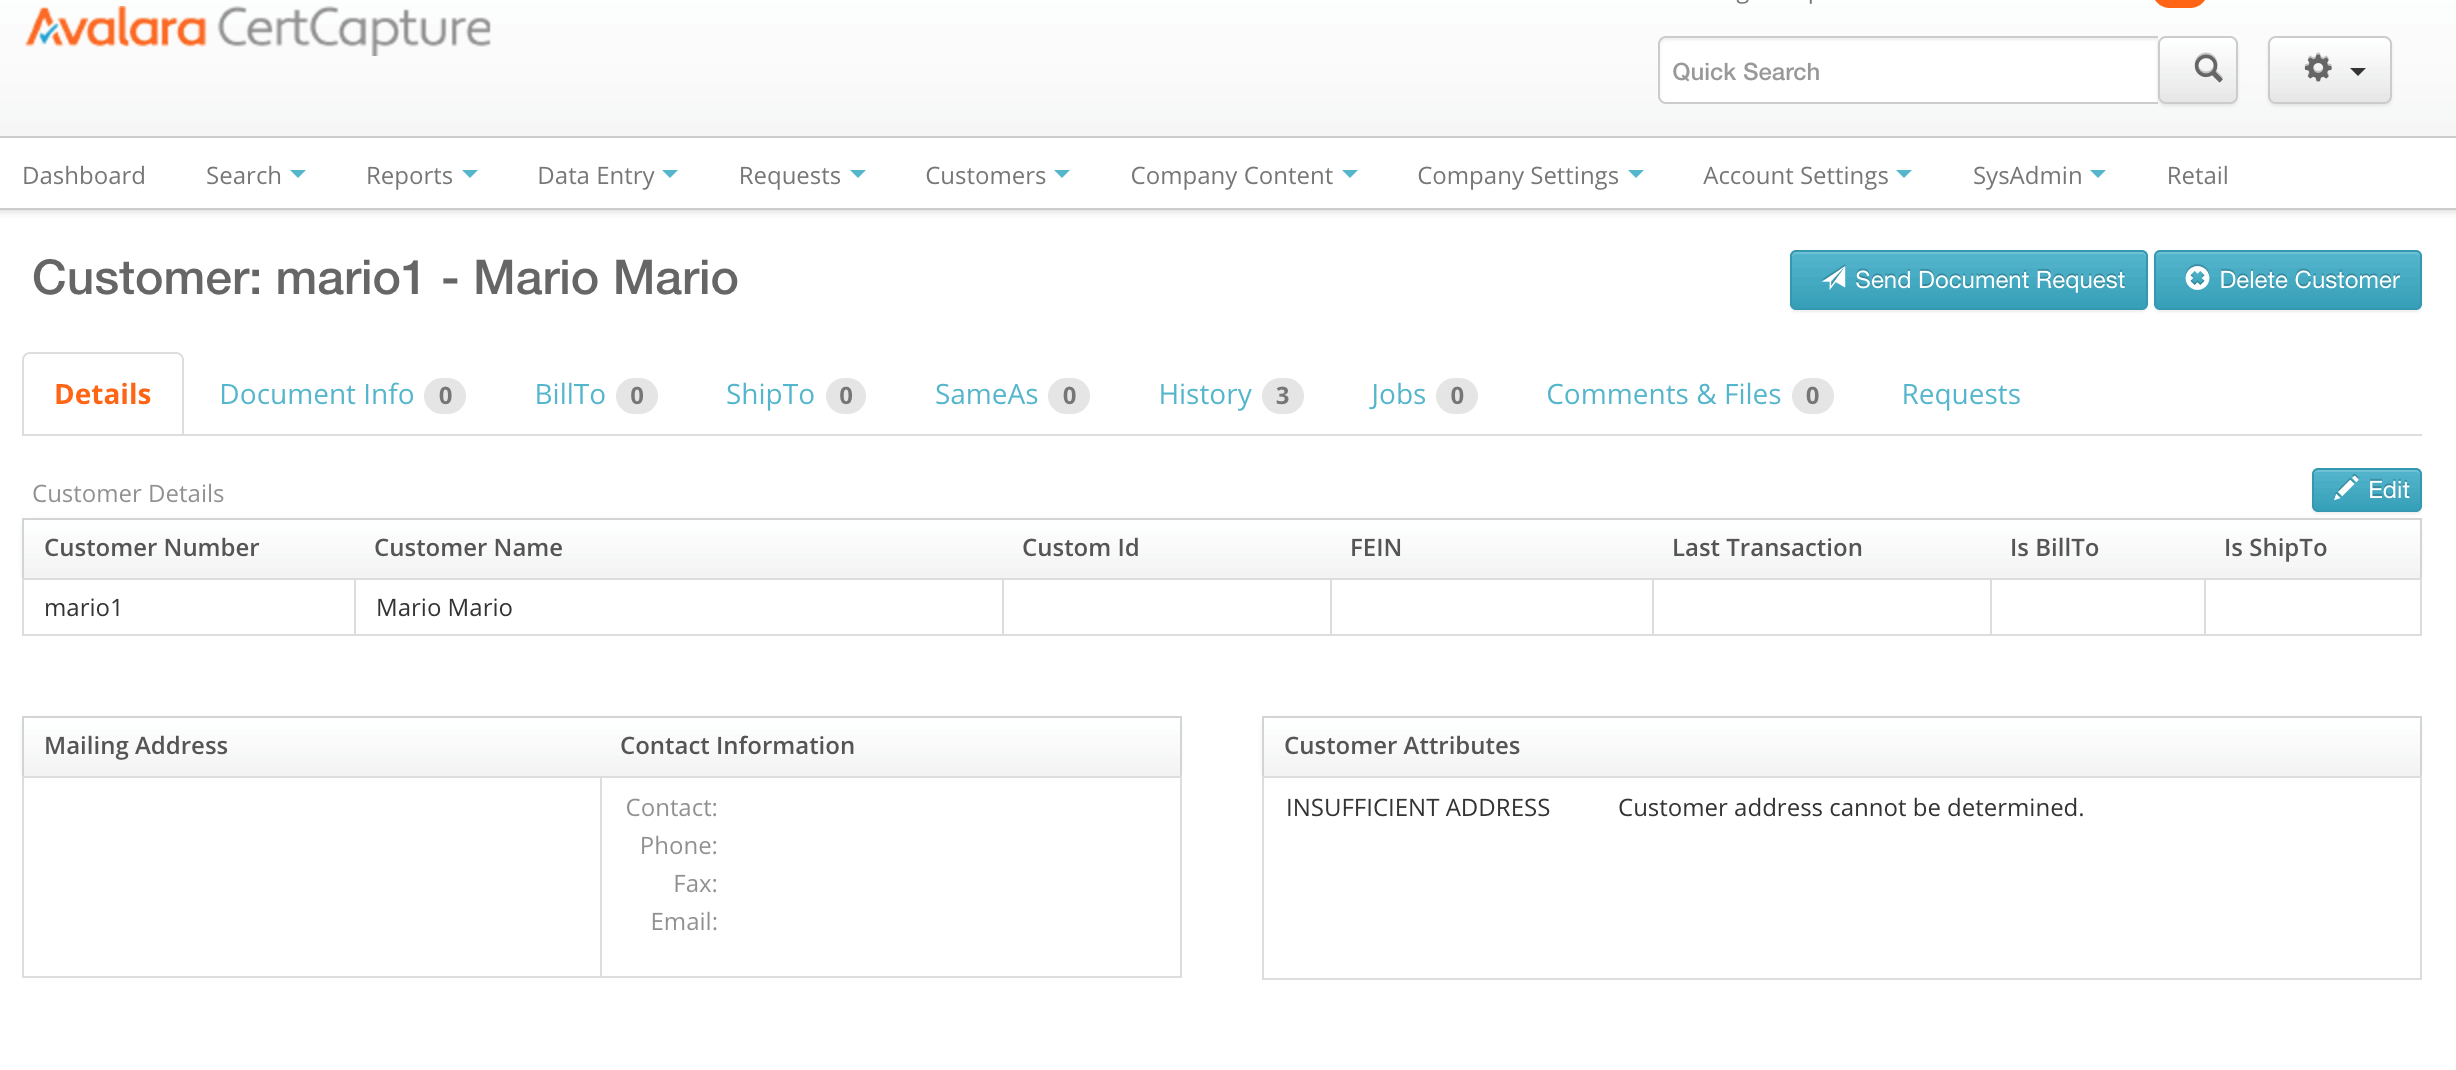 Avalara CertCapture
Quick Search
Dashboard Search Reports Data Entry Requests Customers Company Content Company Settings Account Settings SysAdmin Retail
Customer: mario1 - Mario Mario
Send Document Request Delete Customer
Details Document Info 0 BillTo 0 ShipTo 0 SameAs 0 History 3 Jobs 0 Comments & Files 0 Requests
Customer Details Edit
Customer Number Customer Name Custom Id FEIN Last Transaction Is BillTo Is ShipTo
mario1 Mario Mario
Mailing Address Contact Information Customer Attributes
Contact: INSUFFICIENT ADDRESS Customer address cannot be determined.
Phone:
Fax:
Email: